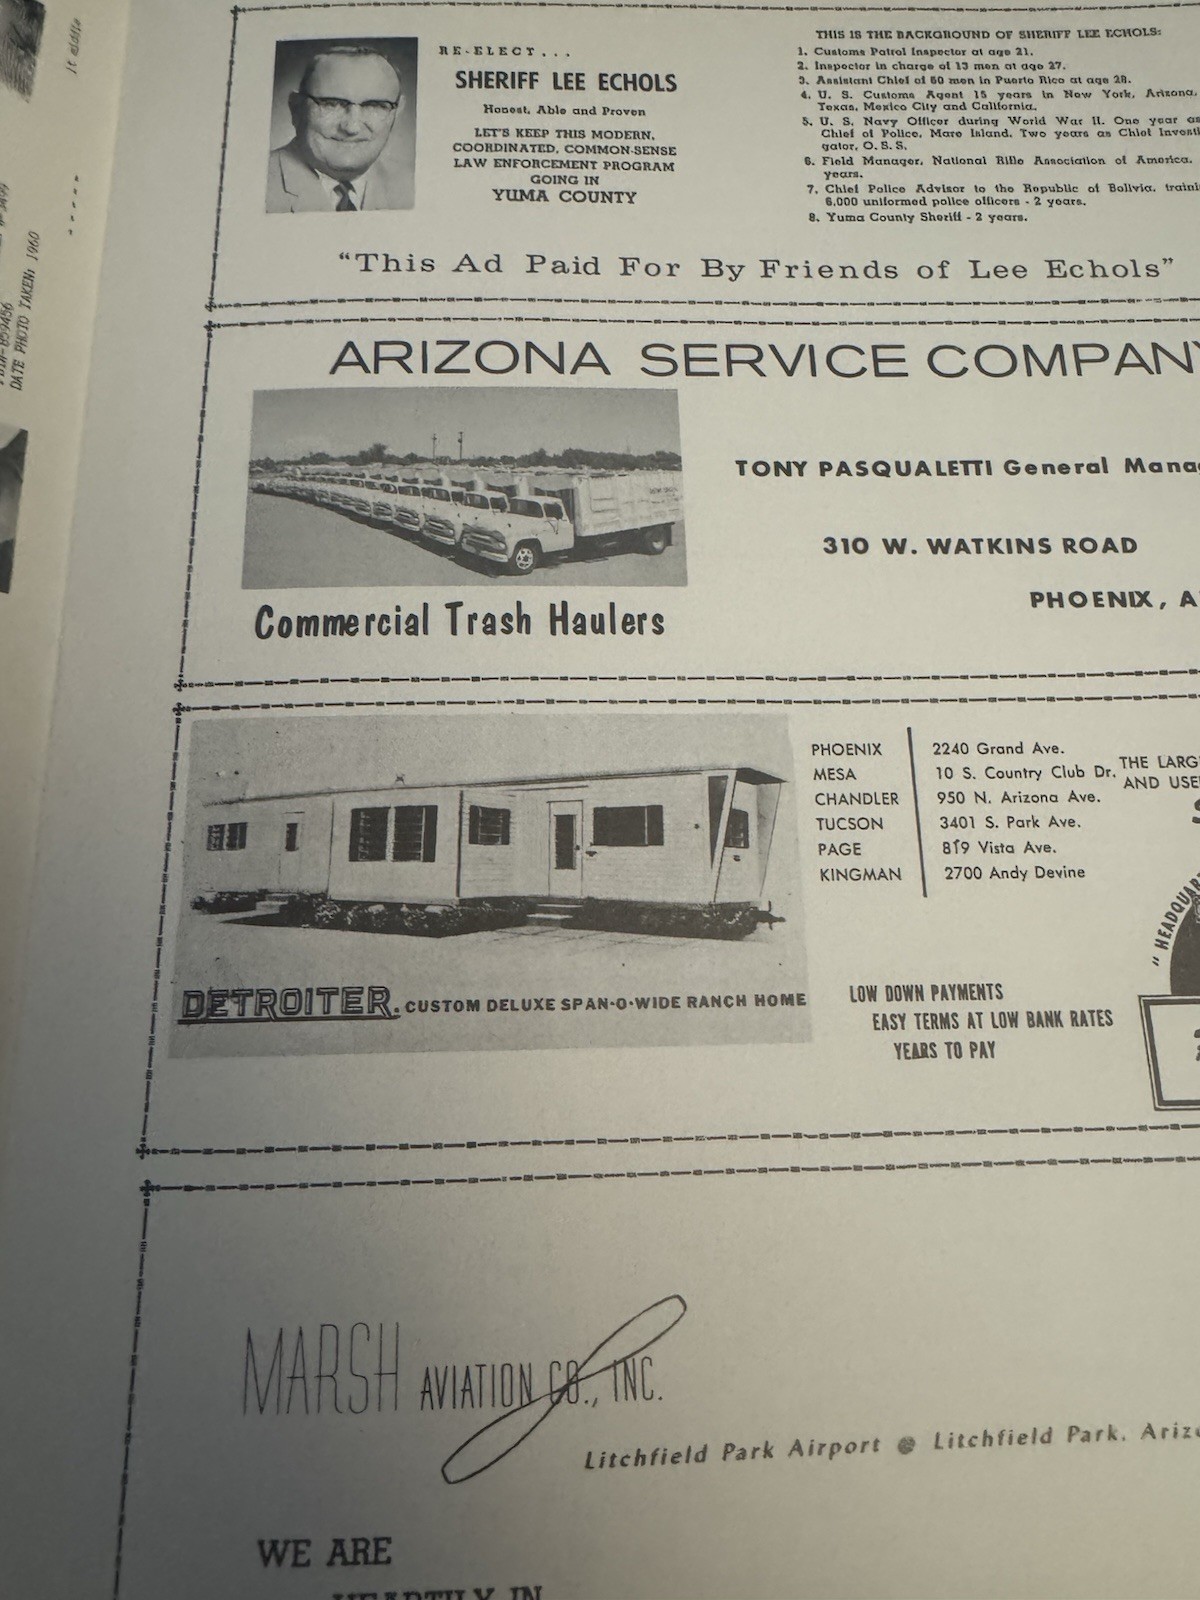 lt middle
DATE PHOTO TAKEN: 1960
RE-ELECT...
SHERIFF LEE ECHOLS
Honest, Able and Proven
LET'S KEEP THIS MODERN,
COORDINATED, COMMON-SENSE
LAW ENFORCEMENT PROGRAM
GOING IN
YUMA COUNTY
THIS IS THE BACKGROUND OF SHERIFF LEE ECHOLS:
1. Customs Patrol Inspector at age 21.
2. Inspector in charge of 13 men at age 27.
3. Assistant Chief of 60 men in Puerto Rico at age 28.
4. U. S. Customs Agent 15 years in New York, Arizona,
Texas, Mexico City and California.
5. U. S. Navy Officer during World War II. One year as
Chief of Police, Mare Island. Two years as Chief Investi
gator, O. S. S.
6. Field Manager, National Rifle Association of America.
years.
7. Chief Police Advisor to the Republic of Bolivia, traini
6,000 uniformed police officers - 2 years.
8. Yuma County Sheriff - 2 years.
"This Ad Paid For By Friends of Lee Echols"
ARIZONA SERVICE COMPANY
TONY PASQUALETTI General Mana
310 W. WATKINS ROAD
PHOENIX, A
Commercial Trash Haulers
PHOENIX 2240 Grand Ave.
MESA 10 S. Country Club Dr.
CHANDLER 950 N. Arizona Ave.
TUCSON 3401 S. Park Ave.
PAGE 819 Vista Ave.
KINGMAN 2700 Andy Devine
THE LARG
AND USE
"HEADQUAR
DETROITER. CUSTOM DELUXE SPAN-O-WIDE RANCH HOME
LOW DOWN PAYMENTS
EASY TERMS AT LOW BANK RATES
YEARS TO PAY
MARSH AVIATION CO., INC.
Litchfield Park Airport Litchfield Park, Arizo
WE ARE
HEARTILY IN